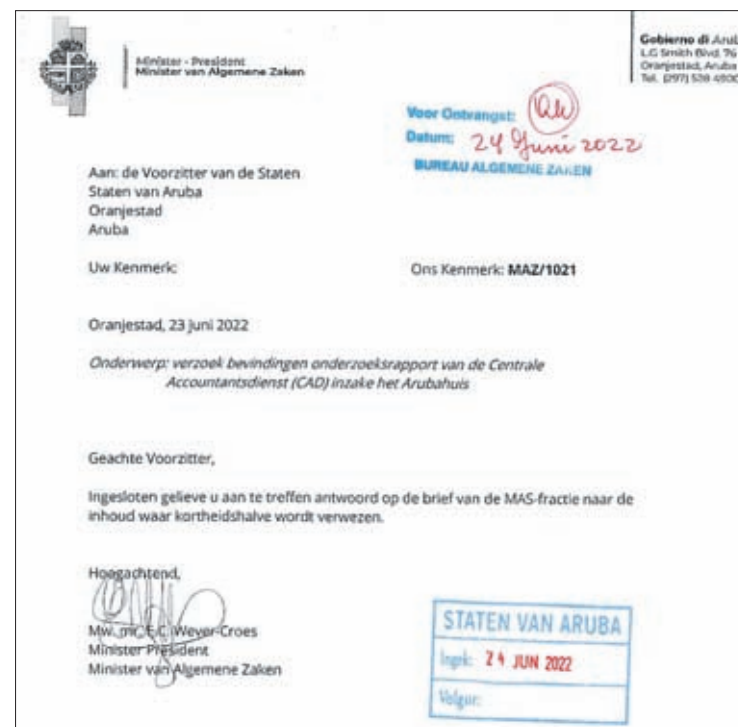 Minister - President
Minister van Algemene Zaken
Gobierno di
L.G Smith Blvd. 76
Oranjestad, Aruba
Tel. (297) 528 4900
Voor Ontvangst:
Datum: 24 Juni 2022
BUREAU ALGEMENE ZAKEN
Aan: de Voorzitter van de Staten
Staten van Aruba
Oranjestad
Aruba
Uw Kenmerk:
Ons Kenmerk: MAZ/1021
Oranjestad, 23 juni 2022
Onderwerp: verzoek bevindingen onderzoeksrapport van de Centrale
Accountantsdienst (CAD) inzake het Arubahuis
Geachte Voorzitter,
Ingesloten gelieve u aan te treffen antwoord op de brief van de MAS-fractie naar de
inhoud waar kortheidshalve wordt verwezen.
Hoogachtend,
Mw. mr. E.C. Wever-Croes
Minister President
Minister van Algemene Zaken
STATEN VAN ARUBA
Ingek: 24 JUN 2022
Volgnr: